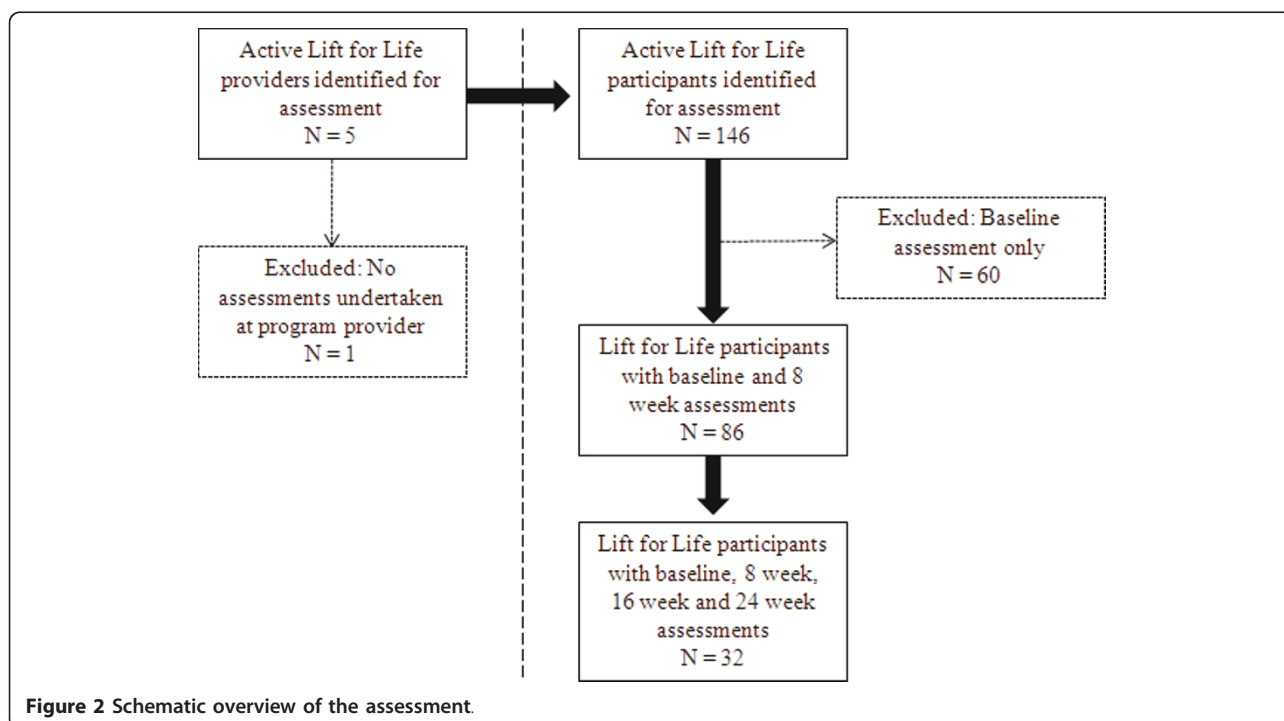 Active Lift for Life
providers identified for
assessment
N = 5
Active Lift for Life
participants identified
for assessment
N = 146
Excluded: No
assessments undertaken
at program provider
N = 1
Excluded: Baseline
assessment only
N = 60
Lift for Life participants
with baseline and 8
week assessments
N = 86
Lift for Life participants
with baseline, 8 week,
16 week and 24 week
assessments
N = 32
Figure 2 Schematic overview of the assessment.